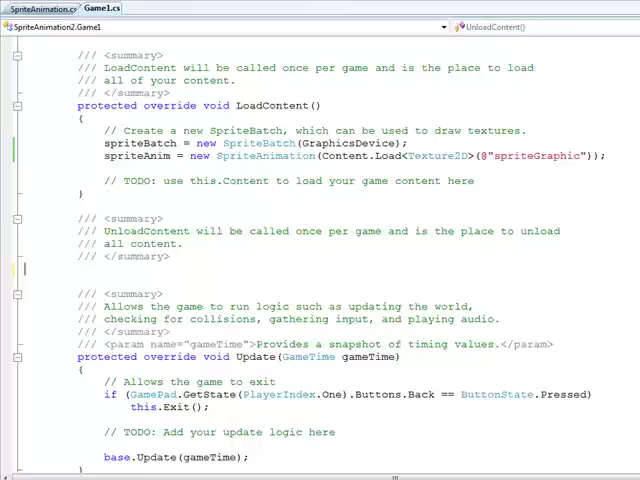 SpriteAnimation.cs Game1.cs
SpriteAnimation2.Game1 UnloadContent()
/// <summary>
/// LoadContent will be called once per game and is the place to load
/// all of your content.
/// </summary>
protected override void LoadContent()
{
// Create a new SpriteBatch, which can be used to draw textures.
spriteBatch = new SpriteBatch(GraphicsDevice);
spriteAnim = new SpriteAnimation(Content.Load<Texture2D>(@"spriteGraphic"));
// TODO: use this.Content to load your game content here
}
/// <summary>
/// UnloadContent will be called once per game and is the place to unload
/// all content.
/// </summary>
/// <summary>
/// Allows the game to run logic such as updating the world,
/// checking for collisions, gathering input, and playing audio.
/// </summary>
/// <param name="gameTime">Provides a snapshot of timing values.</param>
protected override void Update(GameTime gameTime)
{
// Allows the game to exit
if (GamePad.GetState(PlayerIndex.One).Buttons.Back == ButtonState.Pressed)
this.Exit();
// TODO: Add your update logic here
base.Update(gameTime);
}